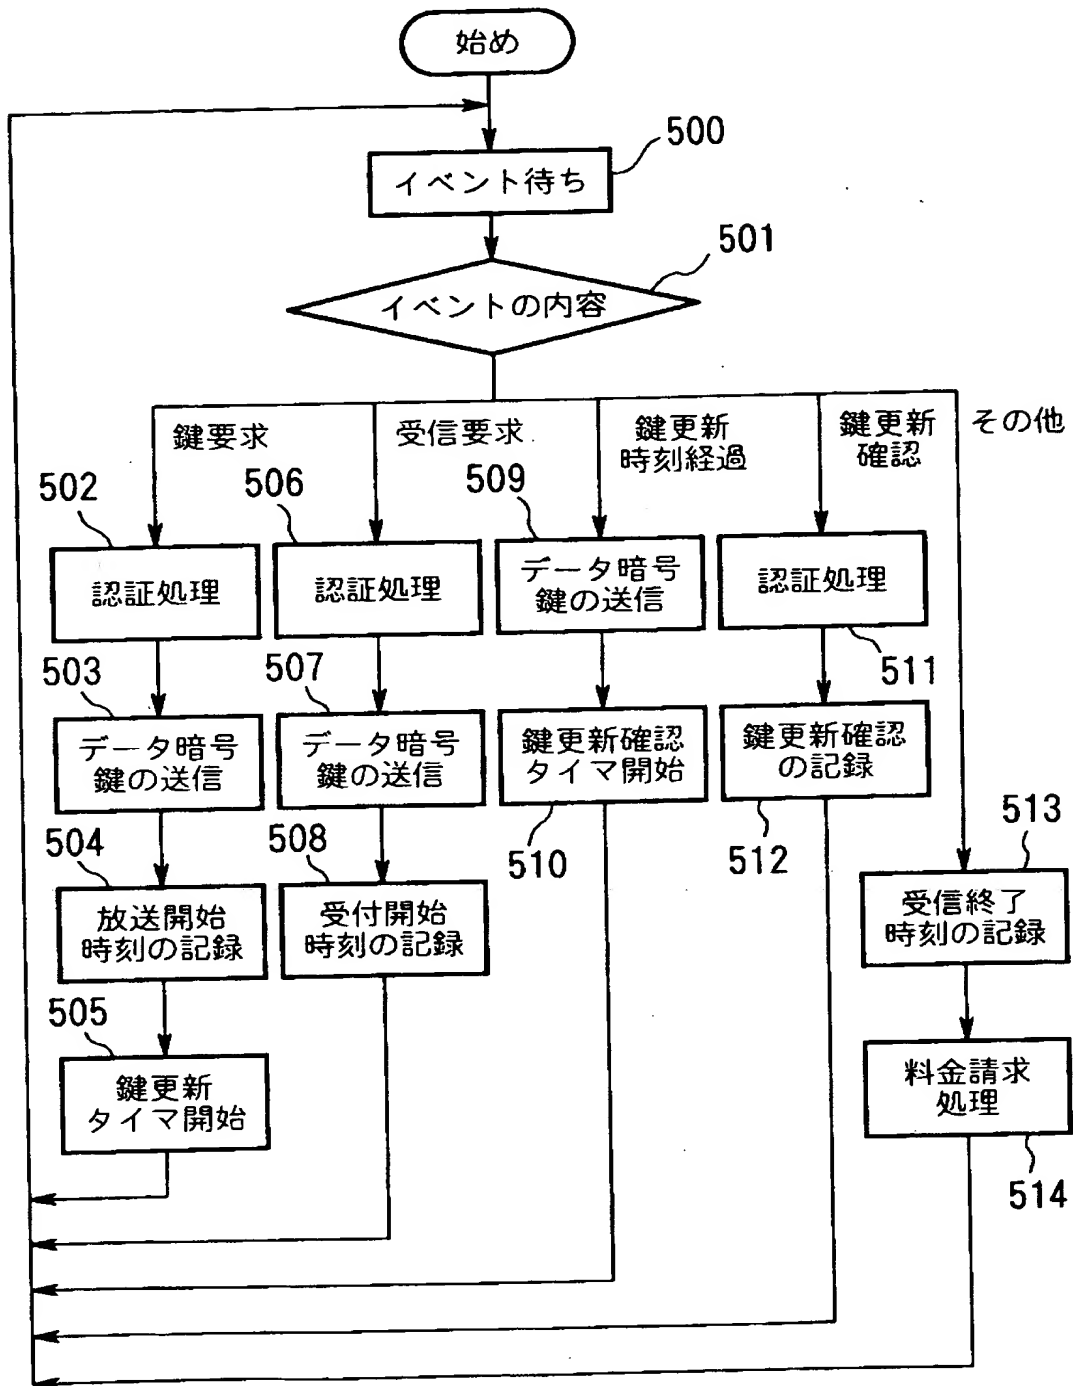 始め
500
イベント待ち
501
イベントの内容
鍵要求
受信要求
鍵更新
時刻経過
鍵更新
確認
その他
502
認証処理
506
認証処理
509
データ暗号
鍵の送信
認証処理
511
503
データ暗号
鍵の送信
507
データ暗号
鍵の送信
鍵更新確認
タイマ開始
510
鍵更新確認
の記録
512
504
放送開始
時刻の記録
508
受付開始
時刻の記録
513
受信終了
時刻の記録
505
鍵更新
タイマ開始
料金請求
処理
514